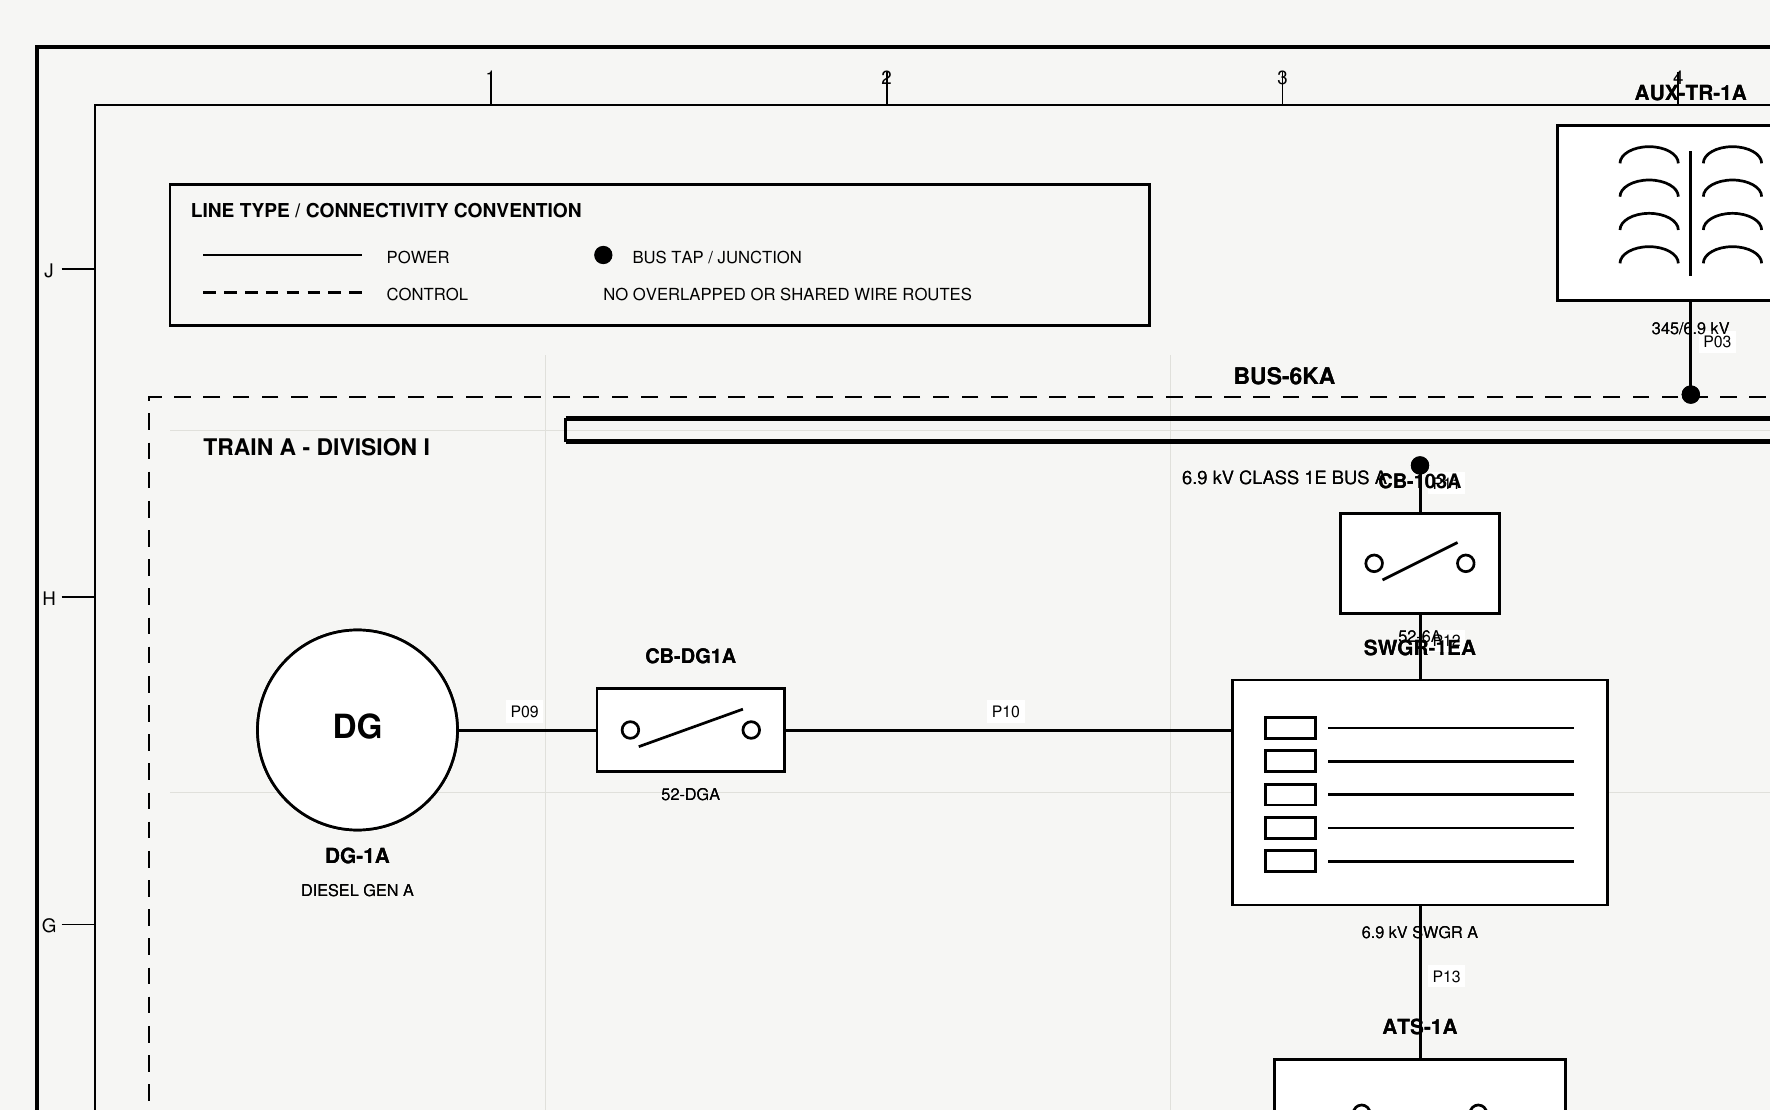 1
2
3
4
AUX-TR-1A
LINE TYPE / CONNECTIVITY CONVENTION
POWER
BUS TAP / JUNCTION
CONTROL
NO OVERLAPPED OR SHARED WIRE ROUTES
J
345/6.9 kV
P03
BUS-6KA
TRAIN A - DIVISION I
6.9 kV CLASS 1E BUS A
CB-103A
H
52-6A
P12
SWGR-1EA
CB-DG1A
P09
P10
DG
52-DGA
DG-1A
DIESEL GEN A
G
6.9 kV SWGR A
P13
ATS-1A